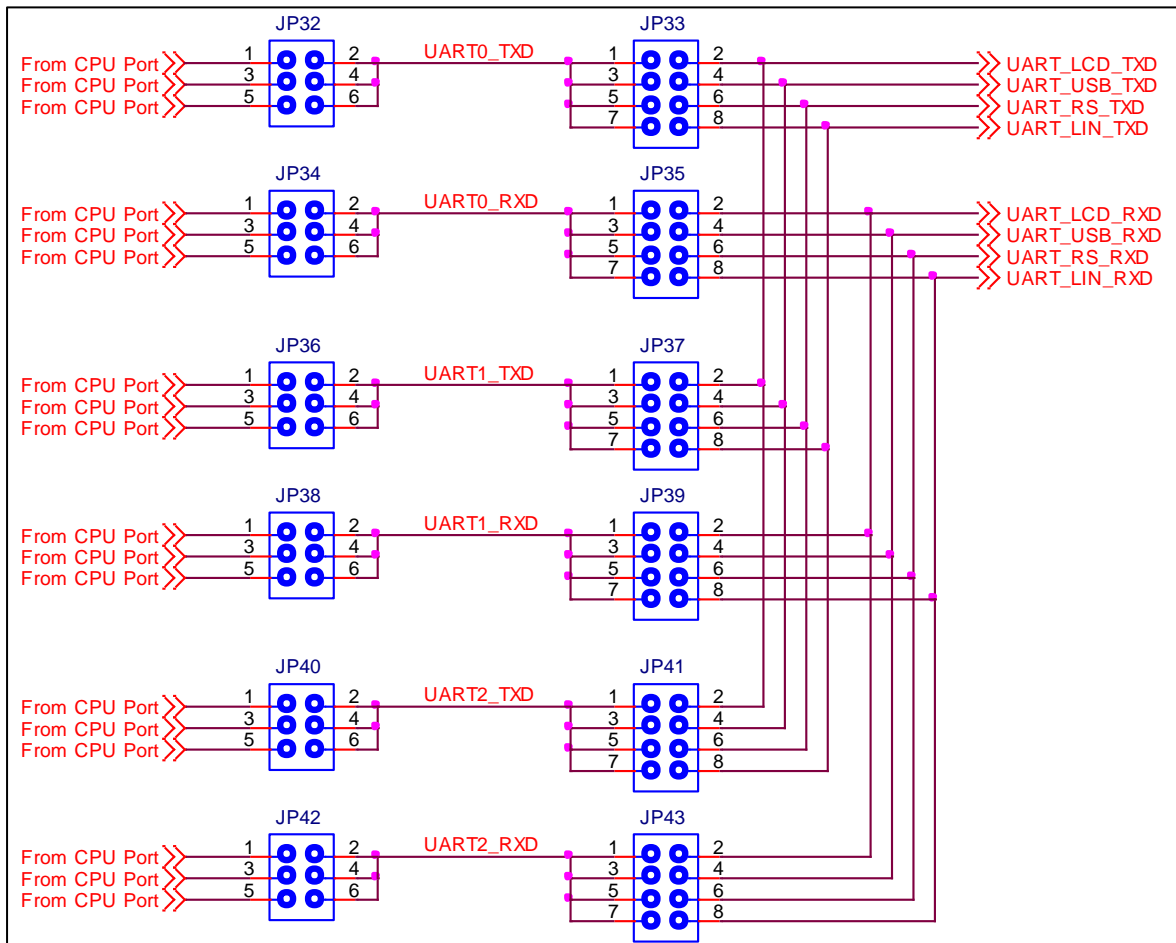 JP32 JP33
From CPU Port 1 2 UART0_TXD 1 2 UART_LCD_TXD
From CPU Port 3 4 3 4 UART_USB_TXD
From CPU Port 5 6 5 6 UART_RS_TXD
7 8 UART_LIN_TXD
JP34 JP35
From CPU Port 1 2 UART0_RXD 1 2 UART_LCD_RXD
From CPU Port 3 4 3 4 UART_USB_RXD
From CPU Port 5 6 5 6 UART_RS_RXD
7 8 UART_LIN_RXD
JP36 JP37
From CPU Port 1 2 UART1_TXD 1 2
From CPU Port 3 4 3 4
From CPU Port 5 6 5 6
7 8
JP38 JP39
From CPU Port 1 2 UART1_RXD 1 2
From CPU Port 3 4 3 4
From CPU Port 5 6 5 6
7 8
JP40 JP41
From CPU Port 1 2 UART2_TXD 1 2
From CPU Port 3 4 3 4
From CPU Port 5 6 5 6
7 8
JP42 JP43
From CPU Port 1 2 UART2_RXD 1 2
From CPU Port 3 4 3 4
From CPU Port 5 6 5 6
7 8